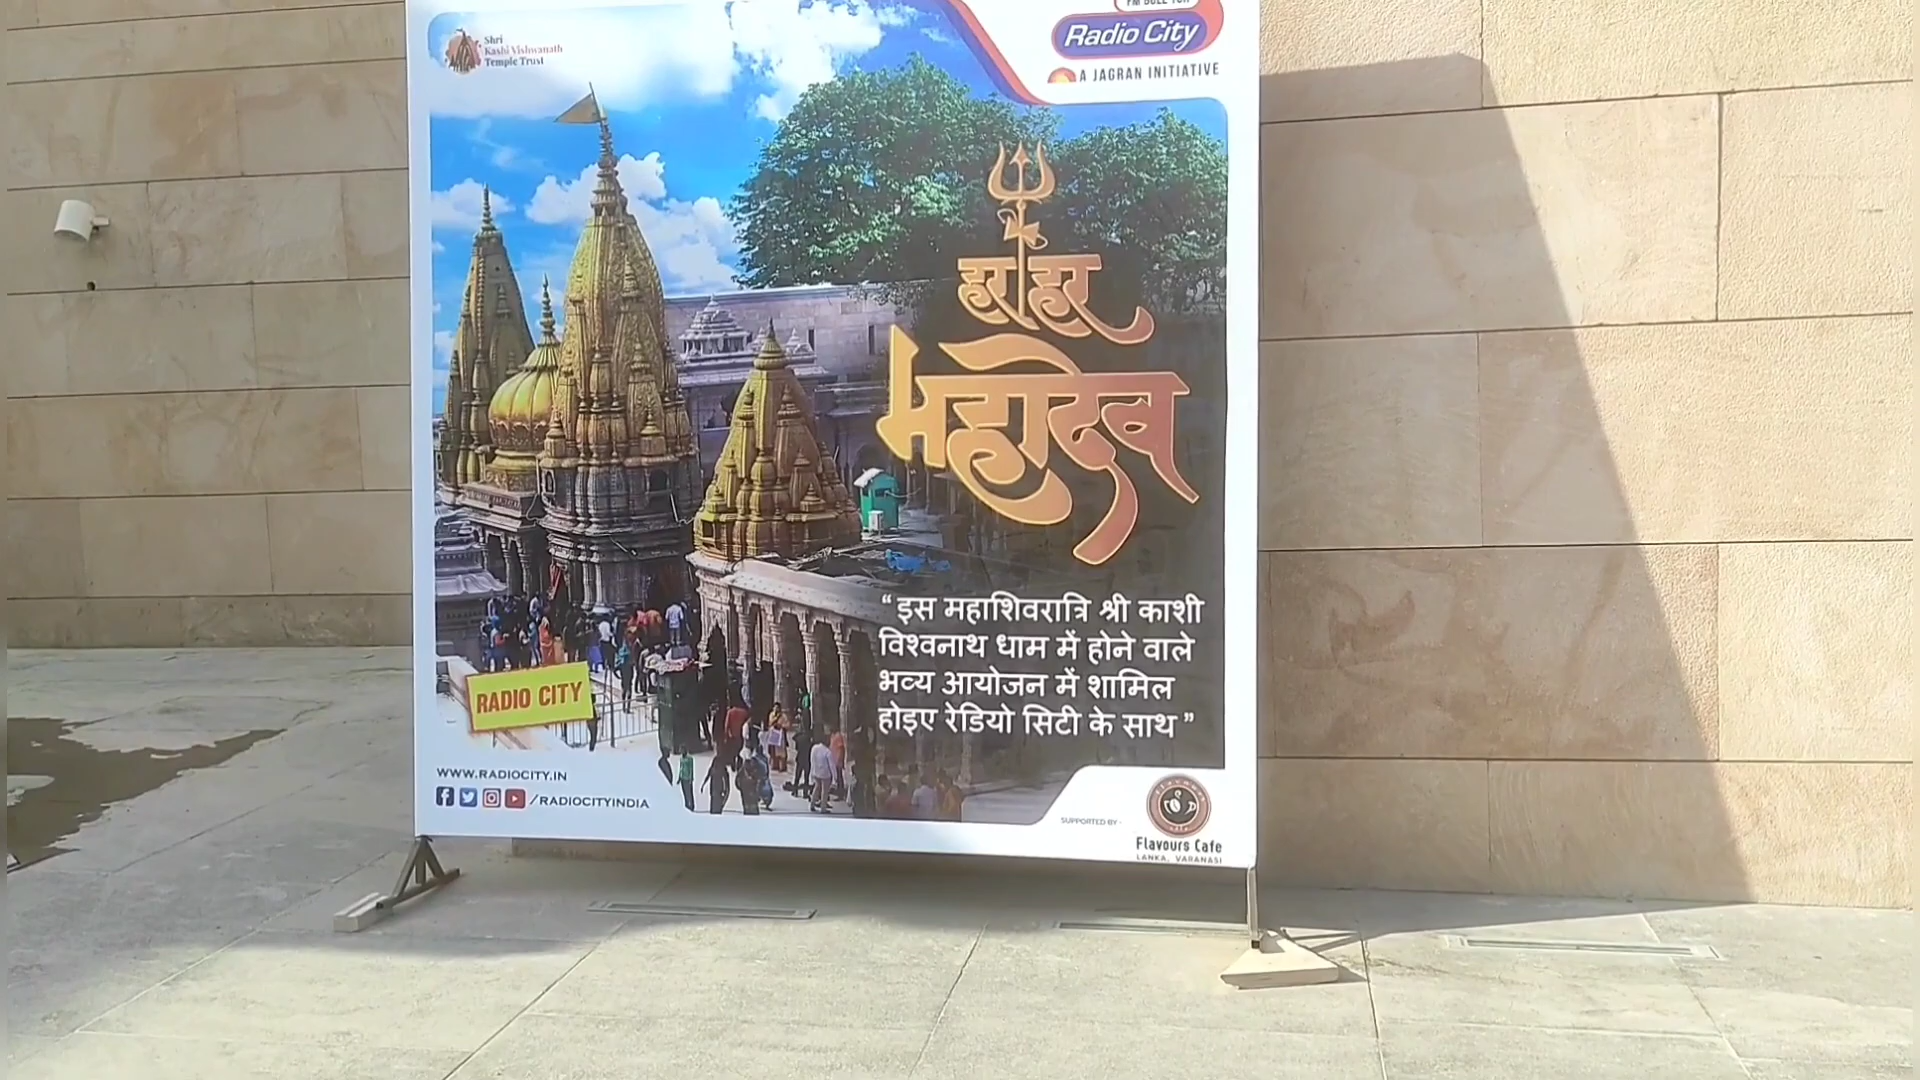 Shri
Kashi Vishwanath
Temple Trust
Radio City
A JAGRAN INITIATIVE
हर हर
महादेव
“ इस महाशिवरात्रि श्री काशी
विश्वनाथ धाम में होने वाले
भव्य आयोजन में शामिल
होइए रेडियो सिटी के साथ ”
RADIO CITY
WWW.RADIOCITY.IN
/RADIOCITYINDIA
SUPPORTED BY -
Flavours Cafe
LANKA, VARANASI